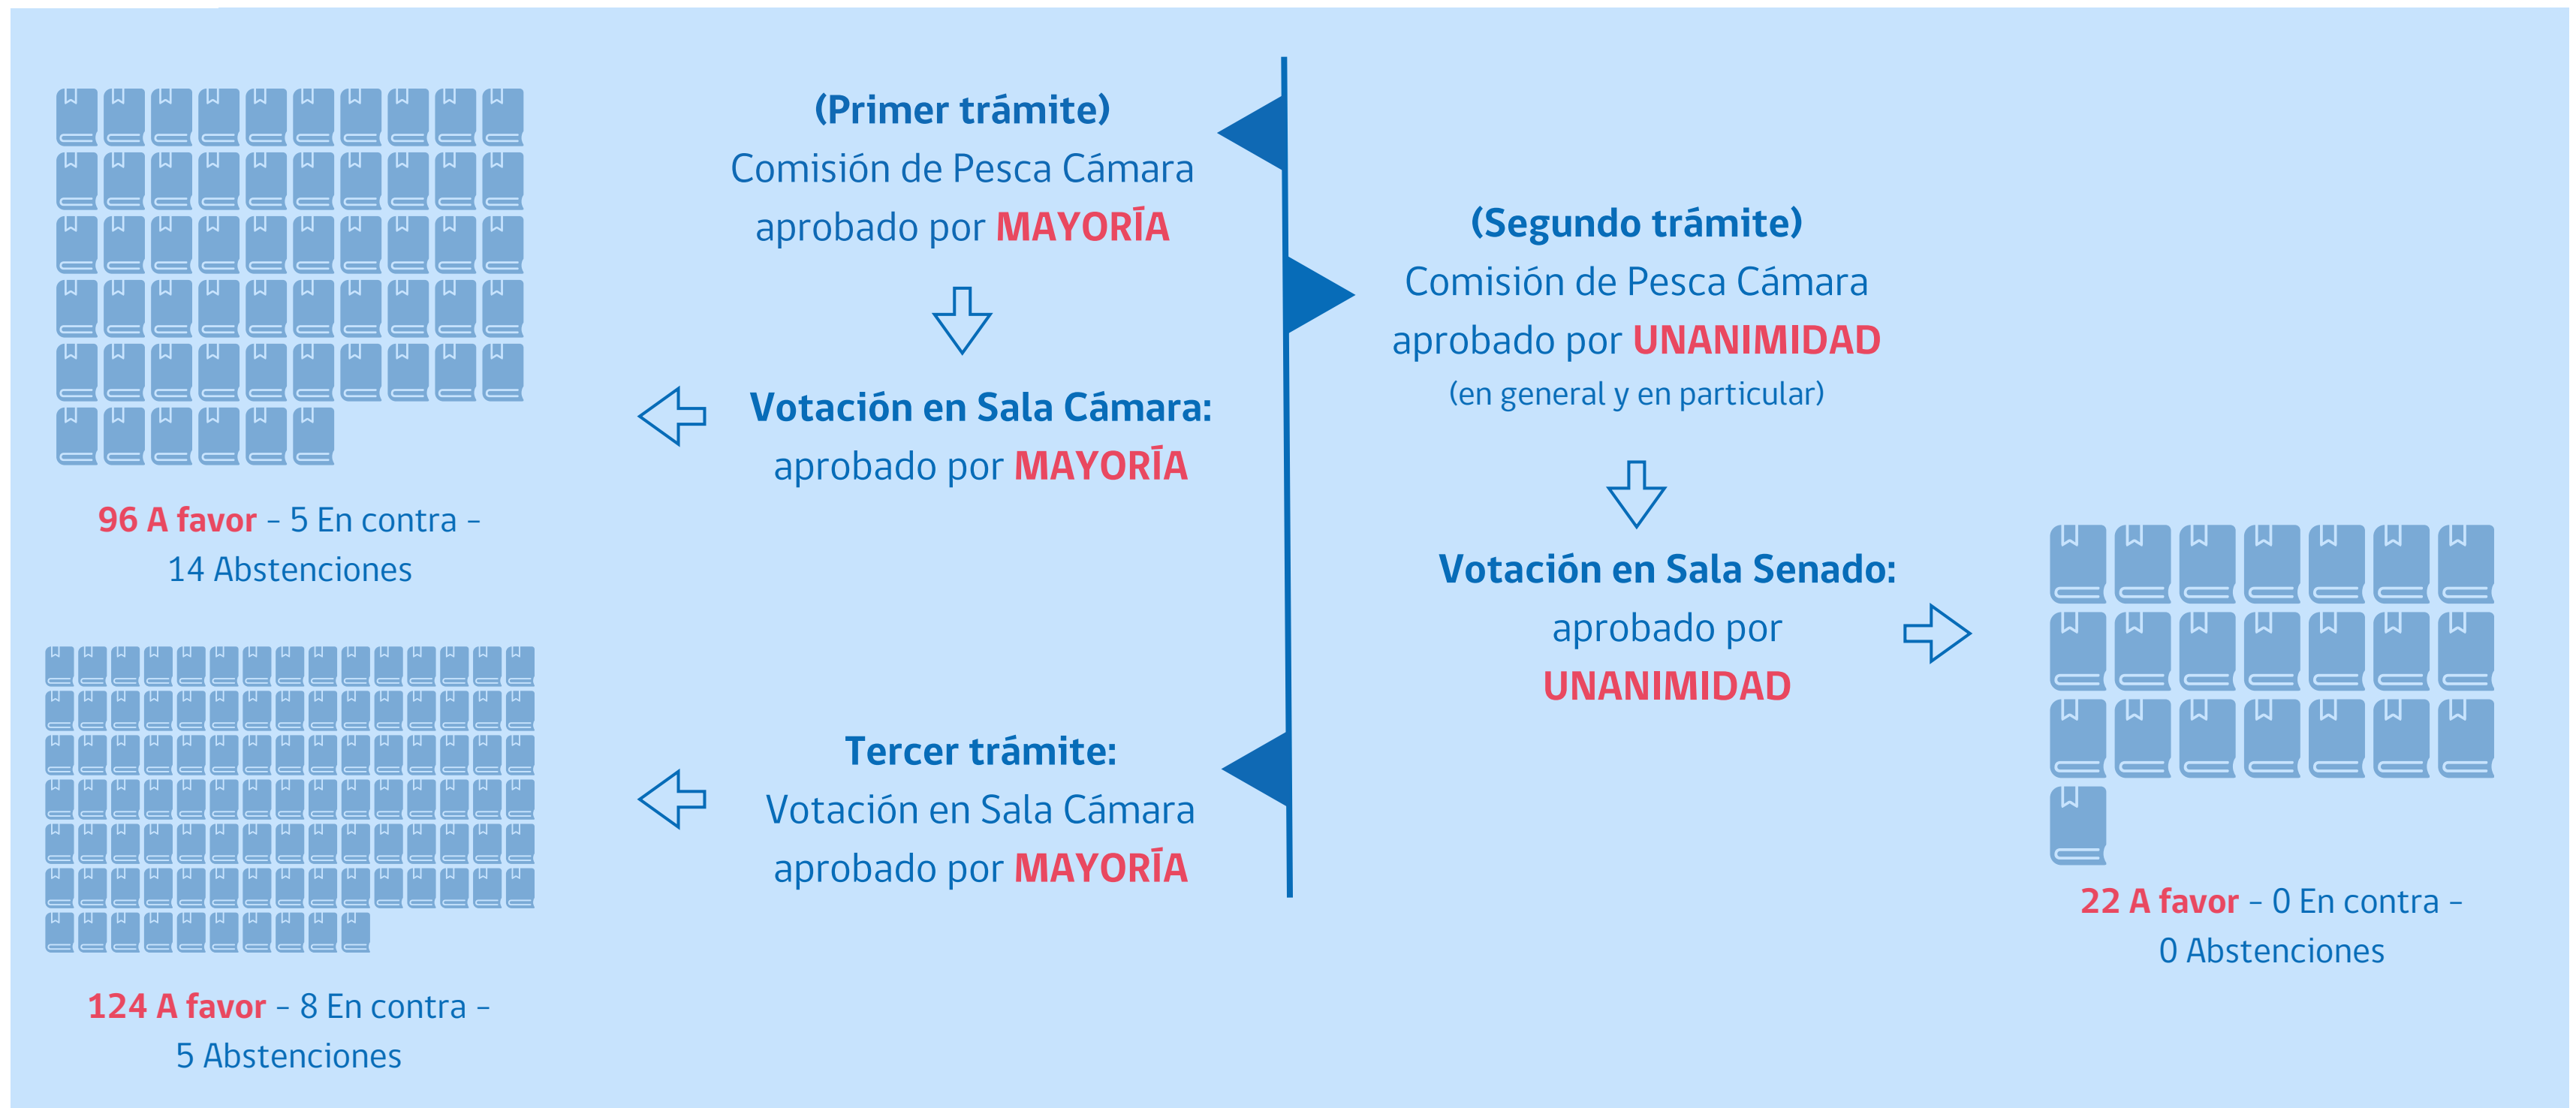 (Primer trámite)
Comisión de Pesca Cámara
aprobado por MAYORÍA
Votación en Sala Cámara:
aprobado por MAYORÍA
96 A favor – 5 En contra –
14 Abstenciones
(Segundo trámite)
Comisión de Pesca Cámara
aprobado por UNANIMIDAD
(en general y en particular)
Votación en Sala Senado:
aprobado por
UNANIMIDAD
22 A favor – 0 En contra –
0 Abstenciones
Tercer trámite:
Votación en Sala Cámara
aprobado por MAYORÍA
124 A favor – 8 En contra –
5 Abstenciones